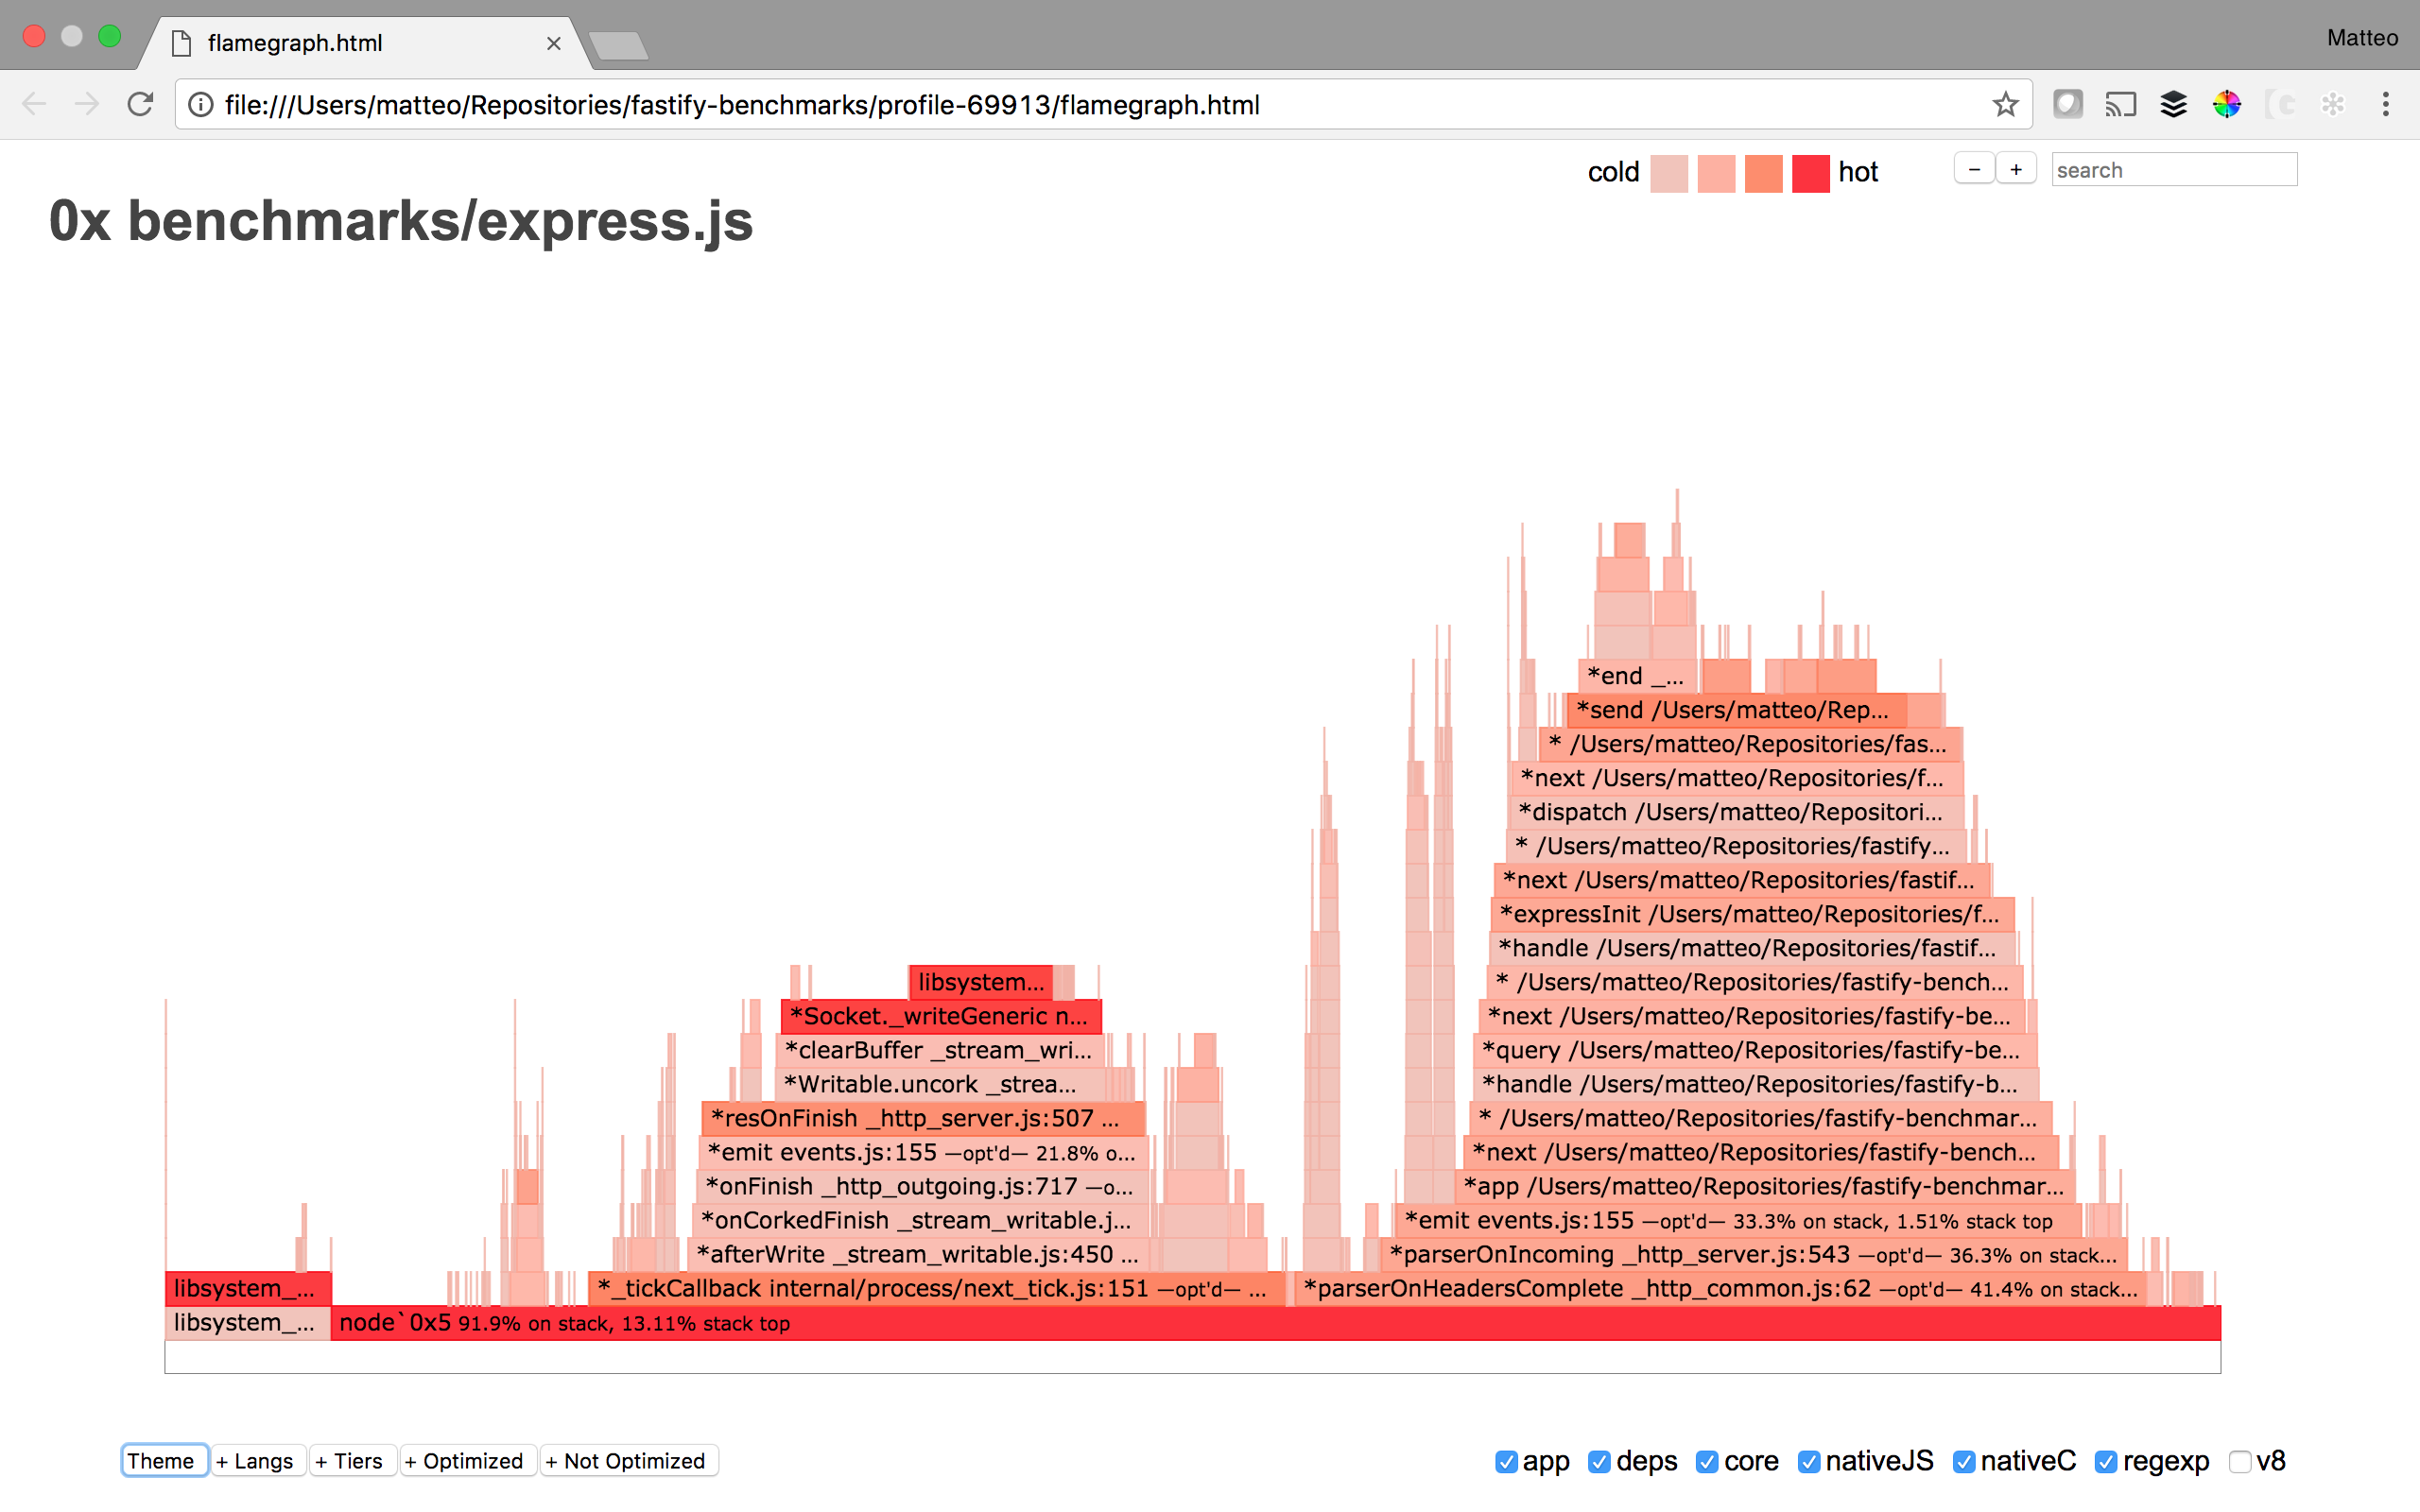 flamegraph.html
Matteo
file:///Users/matteo/Repositories/fastify-benchmarks/profile-69913/flamegraph.html
cold hot
− + search
0x benchmarks/express.js
*end _...
*send /Users/matteo/Rep...
* /Users/matteo/Repositories/fas...
*next /Users/matteo/Repositories/f...
*dispatch /Users/matteo/Repositori...
* /Users/matteo/Repositories/fastify...
*next /Users/matteo/Repositories/fastif...
*expressInit /Users/matteo/Repositories/f...
*handle /Users/matteo/Repositories/fastif...
libsystem... * /Users/matteo/Repositories/fastify-bench...
*Socket._writeGeneric n... *next /Users/matteo/Repositories/fastify-be...
*clearBuffer _stream_wri... *query /Users/matteo/Repositories/fastify-be...
*Writable.uncork _strea... *handle /Users/matteo/Repositories/fastify-b...
*resOnFinish _http_server.js:507 ... * /Users/matteo/Repositories/fastify-benchmar...
*emit events.js:155 —opt'd— 21.8% o... *next /Users/matteo/Repositories/fastify-bench...
*onFinish _http_outgoing.js:717 —o... *app /Users/matteo/Repositories/fastify-benchmar...
*onCorkedFinish _stream_writable.j... *emit events.js:155 —opt'd— 33.3% on stack, 1.51% stack top
*afterWrite _stream_writable.js:450 ... *parserOnIncoming _http_server.js:543 —opt'd— 36.3% on stack...
libsystem_... *_tickCallback internal/process/next_tick.js:151 —opt'd— ... *parserOnHeadersComplete _http_common.js:62 —opt'd— 41.4% on stack...
libsystem_... node`0x5 91.9% on stack, 13.11% stack top
Theme + Langs + Tiers + Optimized + Not Optimized app deps core nativeJS nativeC regexp v8